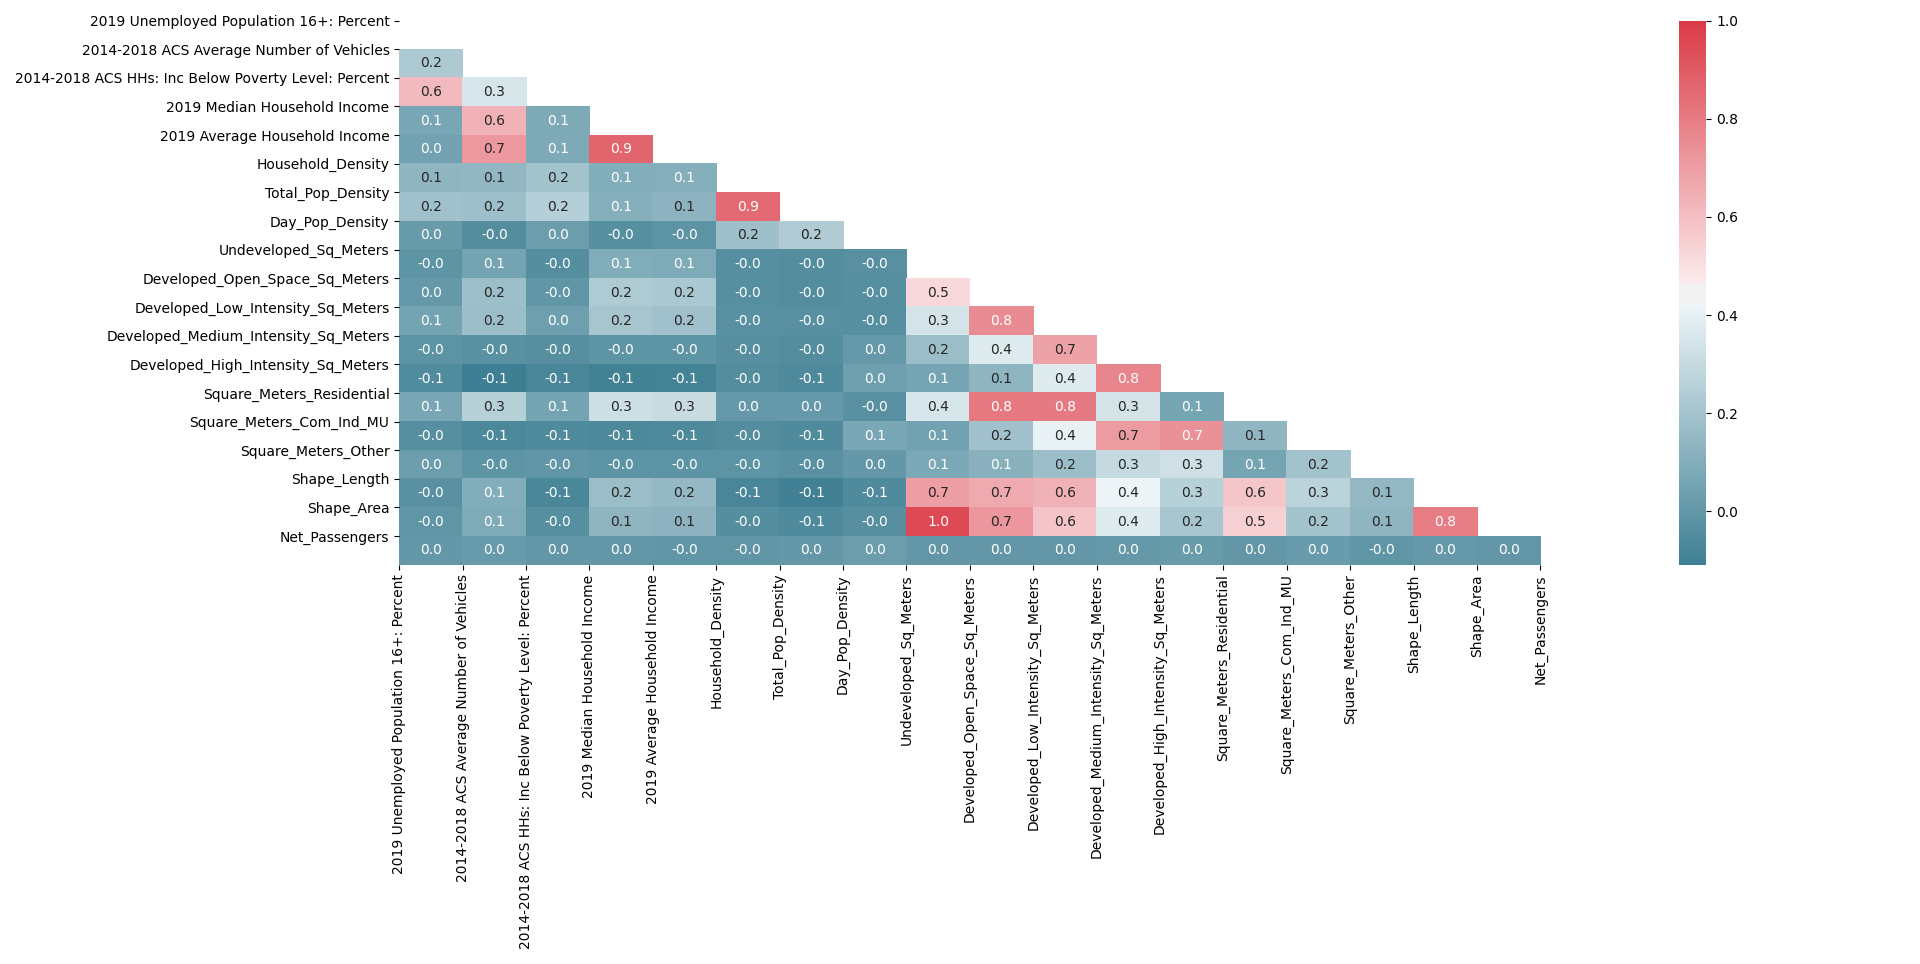 2019 Unemployed Population 16+: Percent
2014-2018 ACS Average Number of Vehicles
0.2
2014-2018 ACS HHs: Inc Below Poverty Level: Percent
0.6 0.3
2019 Median Household Income
0.1 0.6 0.1
2019 Average Household Income
0.0 0.7 0.1 0.9
Household_Density
0.1 0.1 0.2 0.1 0.1
Total_Pop_Density
0.2 0.2 0.2 0.1 0.1 0.9
Day_Pop_Density
0.0 -0.0 0.0 -0.0 -0.0 0.2 0.2
Undeveloped_Sq_Meters
-0.0 0.1 -0.0 0.1 0.1 -0.0 -0.0 -0.0
Developed_Open_Space_Sq_Meters
0.0 0.2 -0.0 0.2 0.2 -0.0 -0.0 -0.0 0.5
Developed_Low_Intensity_Sq_Meters
0.1 0.2 0.0 0.2 0.2 -0.0 -0.0 -0.0 0.3 0.8
Developed_Medium_Intensity_Sq_Meters
-0.0 -0.0 -0.0 -0.0 -0.0 -0.0 -0.0 0.0 0.2 0.4 0.7
Developed_High_Intensity_Sq_Meters
-0.1 -0.1 -0.1 -0.1 -0.1 -0.0 -0.1 0.0 0.1 0.1 0.4 0.8
Square_Meters_Residential
0.1 0.3 0.1 0.3 0.3 0.0 0.0 -0.0 0.4 0.8 0.8 0.3 0.1
Square_Meters_Com_Ind_MU
-0.0 -0.1 -0.1 -0.1 -0.1 -0.0 -0.1 0.1 0.1 0.2 0.4 0.7 0.7 0.1
Square_Meters_Other
0.0 -0.0 -0.0 -0.0 -0.0 -0.0 -0.0 0.0 0.1 0.1 0.2 0.3 0.3 0.1 0.2
Shape_Length
-0.0 0.1 -0.1 0.2 0.2 -0.1 -0.1 -0.1 0.7 0.7 0.6 0.4 0.3 0.6 0.3 0.1
Shape_Area
-0.0 0.1 -0.0 0.1 0.1 -0.0 -0.1 -0.0 1.0 0.7 0.6 0.4 0.2 0.5 0.2 0.1 0.8
Net_Passengers
0.0 0.0 0.0 0.0 -0.0 -0.0 0.0 0.0 0.0 0.0 0.0 0.0 0.0 0.0 0.0 -0.0 0.0 0.0
2019 Unemployed Population 16+: Percent
2014-2018 ACS Average Number of Vehicles
2014-2018 ACS HHs: Inc Below Poverty Level: Percent
2019 Median Household Income
2019 Average Household Income
Household_Density
Total_Pop_Density
Day_Pop_Density
Undeveloped_Sq_Meters
Developed_Open_Space_Sq_Meters
Developed_Low_Intensity_Sq_Meters
Developed_Medium_Intensity_Sq_Meters
Developed_High_Intensity_Sq_Meters
Square_Meters_Residential
Square_Meters_Com_Ind_MU
Square_Meters_Other
Shape_Length
Shape_Area
Net_Passengers
1.0
0.8
0.6
0.4
0.2
0.0